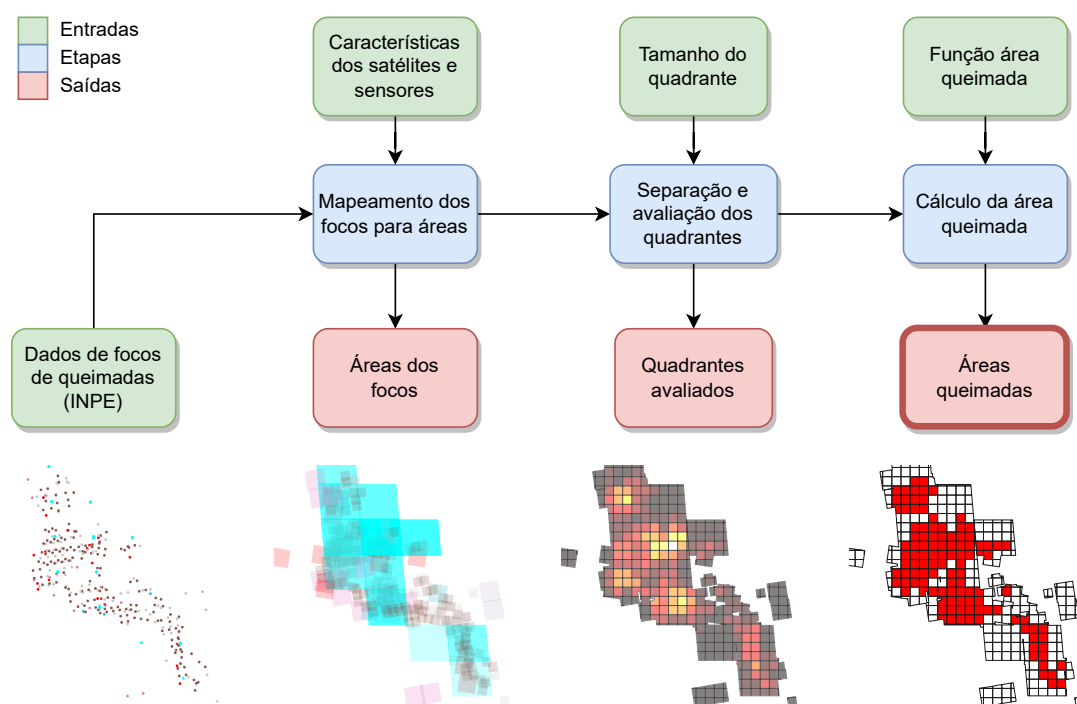 Entradas
Etapas
Saídas
Características
dos satélites e
sensores
Tamanho do
quadrante
Função área
queimada
Mapeamento dos
focos para áreas
Separação e
avaliação dos
quadrantes
Cálculo da área
queimada
Dados de focos
de queimadas
(INPE)
Áreas dos
focos
Quadrantes
avaliados
Áreas
queimadas